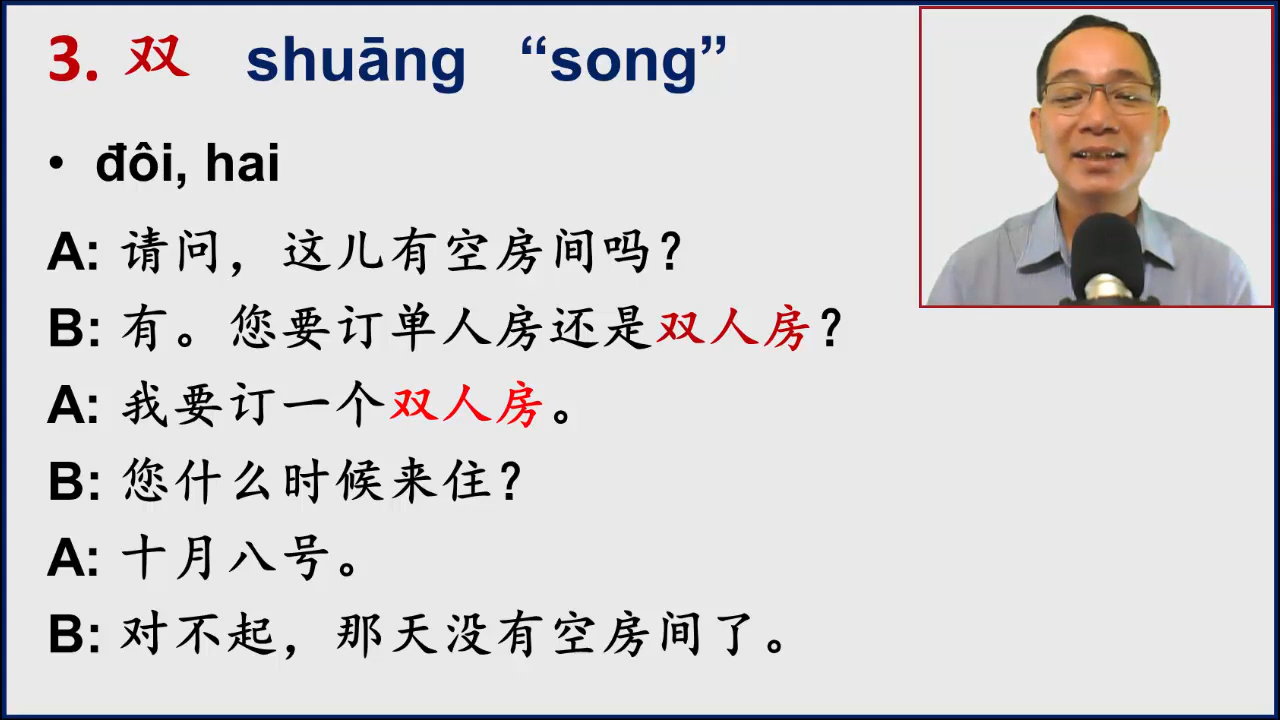 3. 双 shuāng “song”
• đôi, hai
A: 请问，这儿有空房间吗？
B: 有。您要订单人房还是双人房？
A: 我要订一个双人房。
B: 您什么时候来住？
A: 十月八号。
B: 对不起，那天没有空房间了。